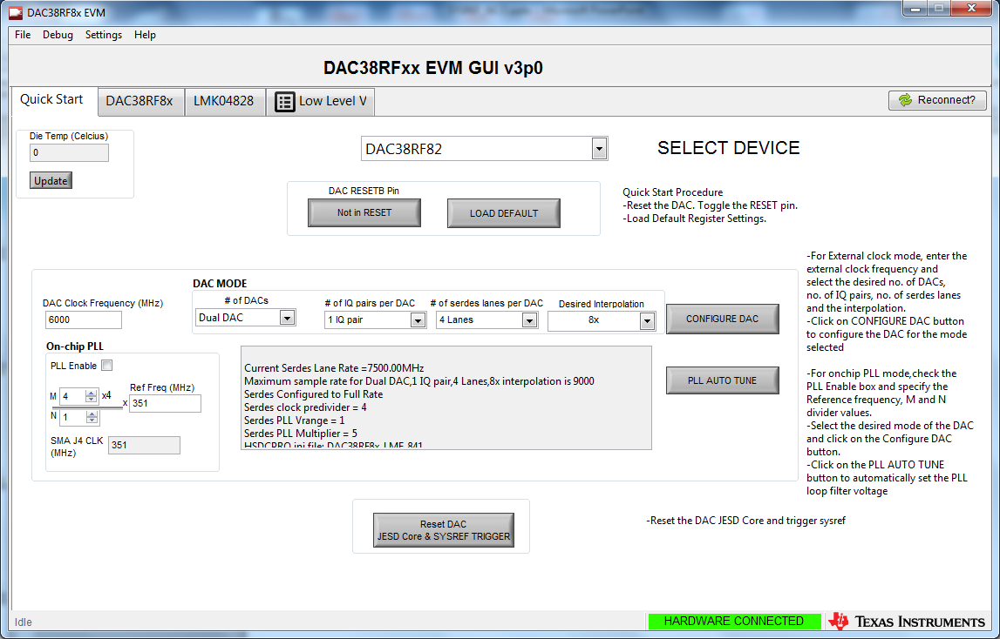 DAC38RF8x EVM
File Debug Settings Help
DAC38RFxx EVM GUI v3p0
Quick Start DAC38RF8x LMK04828 Low Level V Reconnect?
Die Temp (Celcius)
0
Update
DAC38RF82
SELECT DEVICE
DAC RESETB Pin
Not in RESET LOAD DEFAULT
Quick Start Procedure
-Reset the DAC. Toggle the RESET pin.
-Load Default Register Settings.
DAC MODE
DAC Clock Frequency (MHz)
6000
# of DACs
Dual DAC
# of IQ pairs per DAC
1 IQ pair
# of serdes lanes per DAC
4 Lanes
Desired Interpolation
8x
CONFIGURE DAC
On-chip PLL
PLL Enable
M 4 x4
N 1
x
Ref Freq (MHz)
351
SMA J4 CLK
(MHz)
351
Current Serdes Lane Rate =7500.00MHz
Maximum sample rate for Dual DAC,1 IQ pair,4 Lanes,8x interpolation is 9000
Serdes Configured to Full Rate
Serdes clock predivider = 4
Serdes PLL Vrange = 1
Serdes PLL Multiplier = 5
HSDCPRO ini file: DAC38RF8x_LMF_841
PLL AUTO TUNE
-For External clock mode, enter the
external clock frequency and
select the desired no. of DACs,
no. of IQ pairs, no. of serdes lanes
and the interpolation.
-Click on CONFIGURE DAC button
to configure the DAC for the mode
selected
-For onchip PLL mode,check the
PLL Enable box and specify the
Reference frequency, M and N
divider values.
-Select the desired mode of the DAC
and click on the Configure DAC
button.
-Click on the PLL AUTO TUNE
button to automatically set the PLL
loop filter voltage
Reset DAC
JESD Core & SYSREF TRIGGER
-Reset the DAC JESD Core and trigger sysref
Idle
HARDWARE CONNECTED
TEXAS INSTRUMENTS